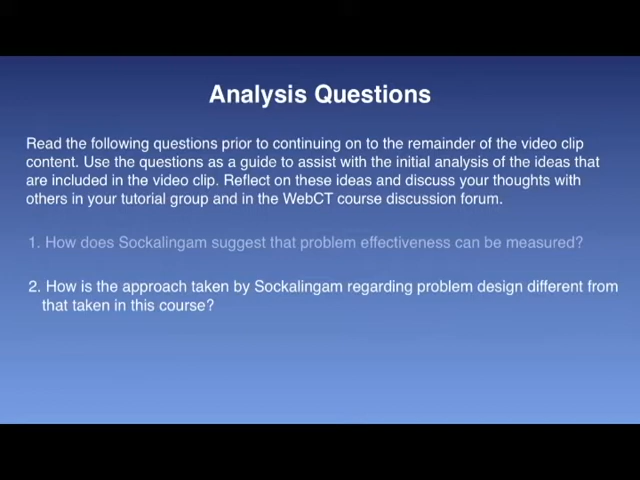 Analysis Questions
Read the following questions prior to continuing on to the remainder of the video clip
content. Use the questions as a guide to assist with the initial analysis of the ideas that
are included in the video clip. Reflect on these ideas and discuss your thoughts with
others in your tutorial group and in the WebCT course discussion forum.
1. How does Sockalingam suggest that problem effectiveness can be measured?
2. How is the approach taken by Sockalingam regarding problem design different from
that taken in this course?